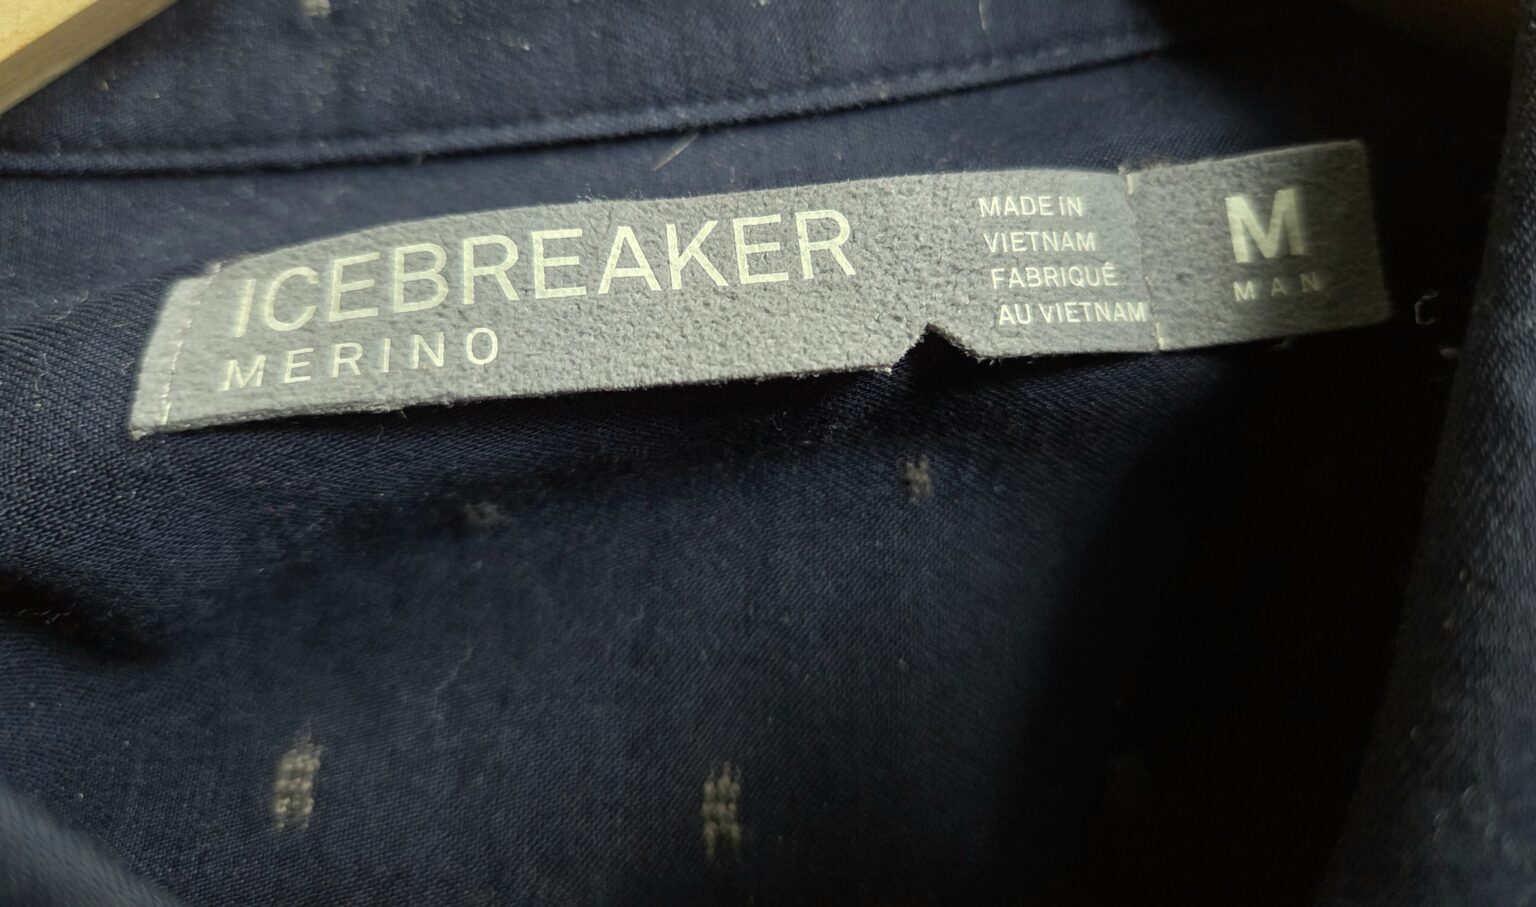 ICEBREAKER
MERINO
MADE IN
VIETNAM
FABRIQUÉ
AU VIETNAM
M
MAN